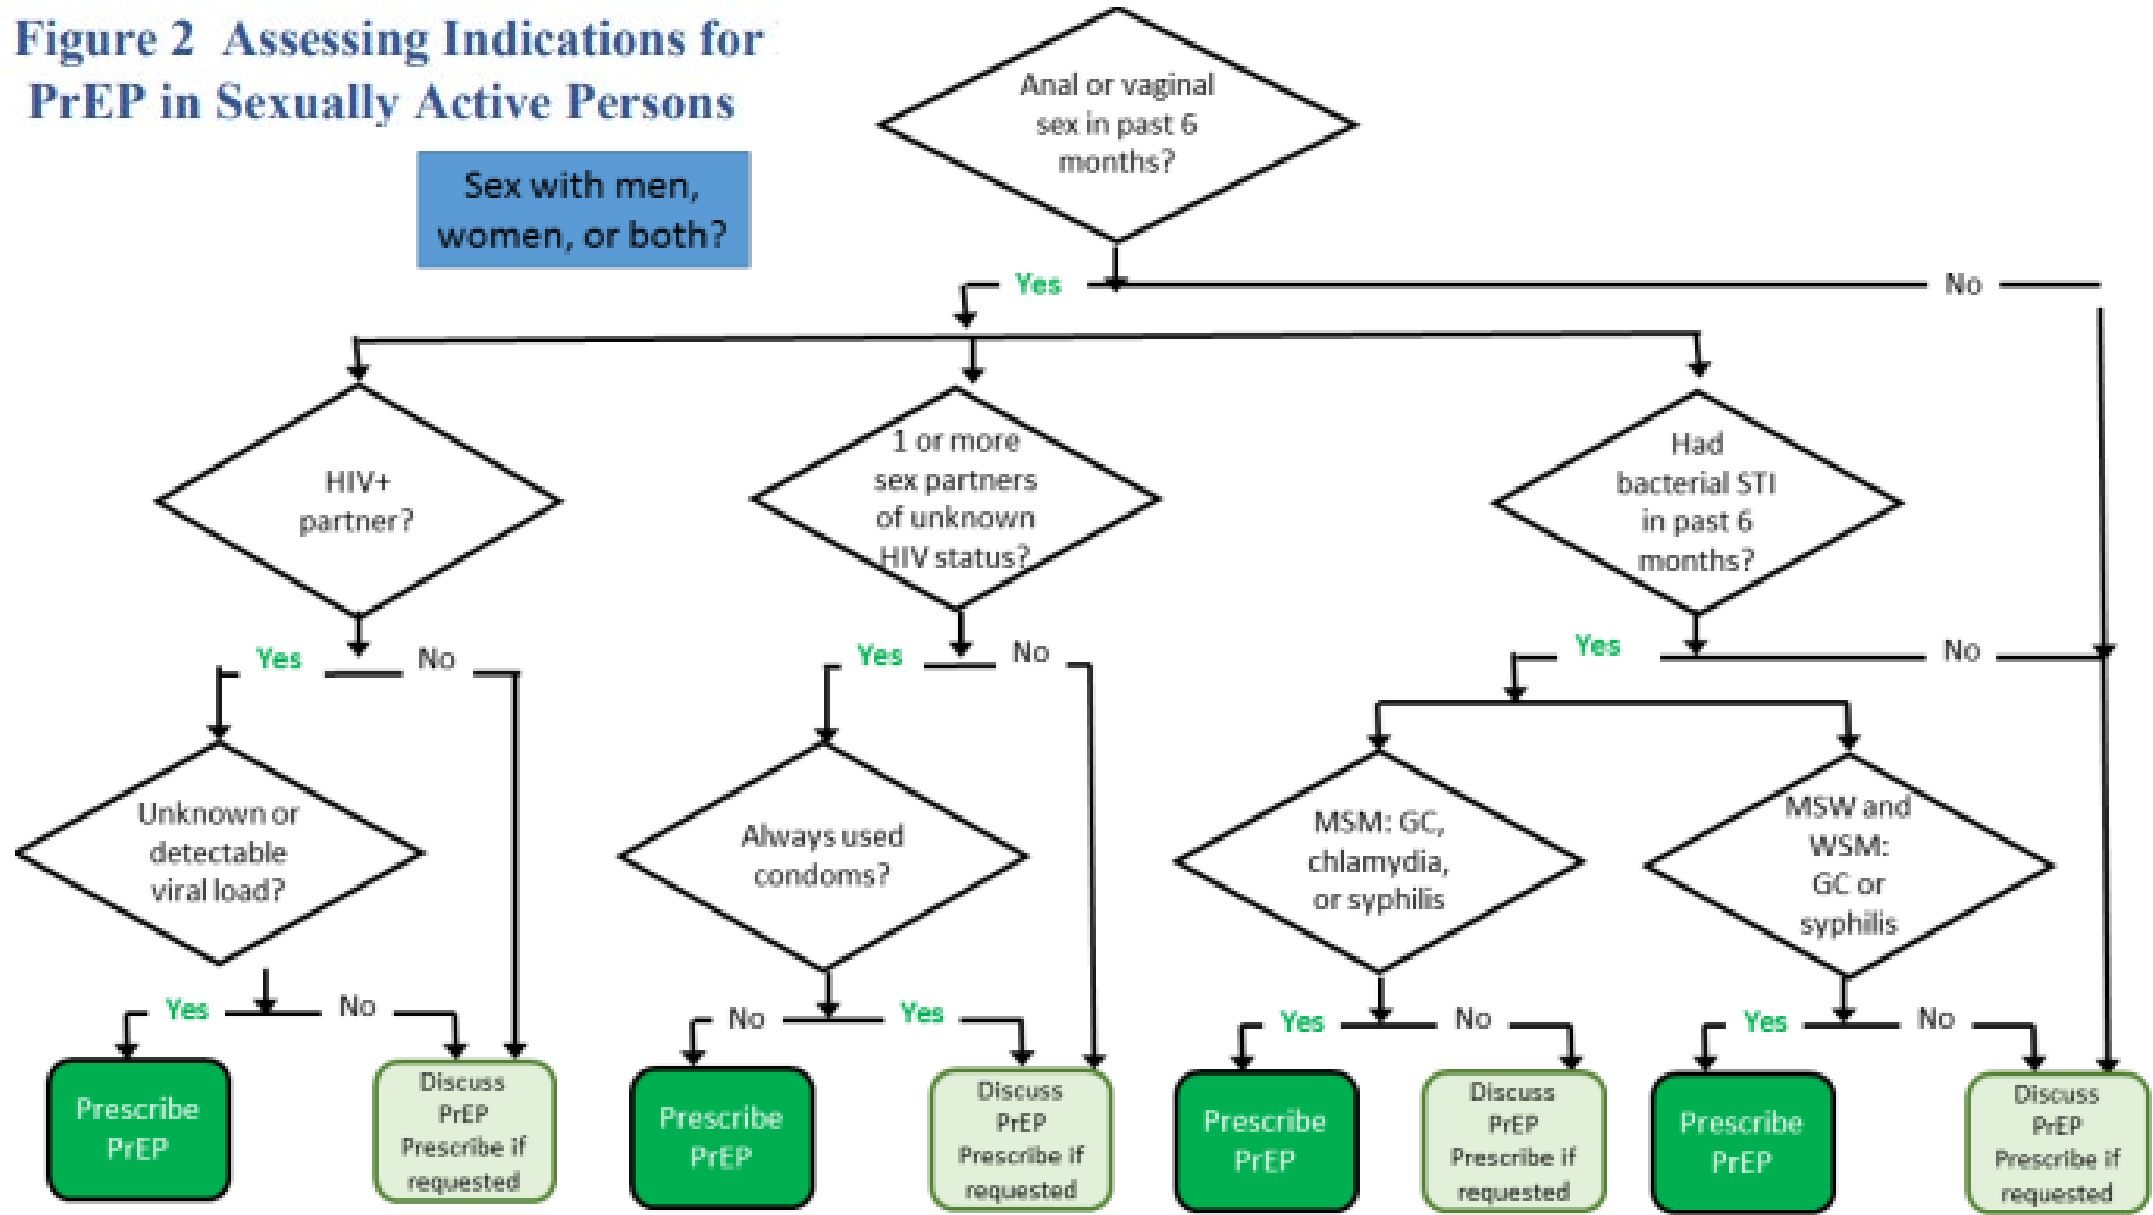 Figure 2 Assessing Indications for
PrEP in Sexually Active Persons
Sex with men,
women, or both?
Anal or vaginal
sex in past 6
months?
Yes
No
HIV+
partner?
1 or more
sex partners
of unknown
HIV status?
Had
bacterial STI
in past 6
months?
Yes
No
Yes
No
Yes
No
Unknown or
detectable
viral load?
Always used
condoms?
MSM: GC,
chlamydia,
or syphilis
MSW and
WSM:
GC or
syphilis
Yes
No
No
Yes
Yes
No
Yes
No
Prescribe
PrEP
Discuss
PrEP
Prescribe if
requested
Prescribe
PrEP
Discuss
PrEP
Prescribe if
requested
Prescribe
PrEP
Discuss
PrEP
Prescribe if
requested
Prescribe
PrEP
Discuss
PrEP
Prescribe if
requested